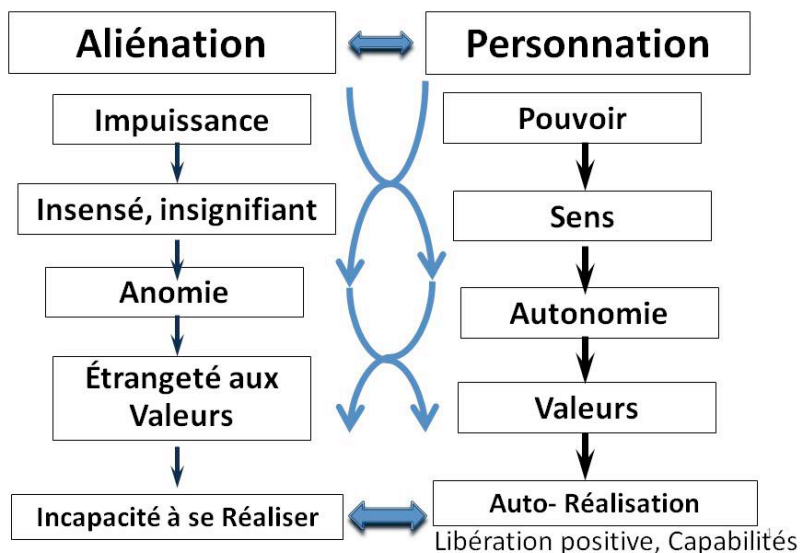 Aliénation
Personnation
Impuissance
Pouvoir
Insensé, insignifiant
Sens
Anomie
Autonomie
Étrangeté aux
Valeurs
Valeurs
Incapacité à se Réaliser
Auto- Réalisation
Libération positive, Capabilités